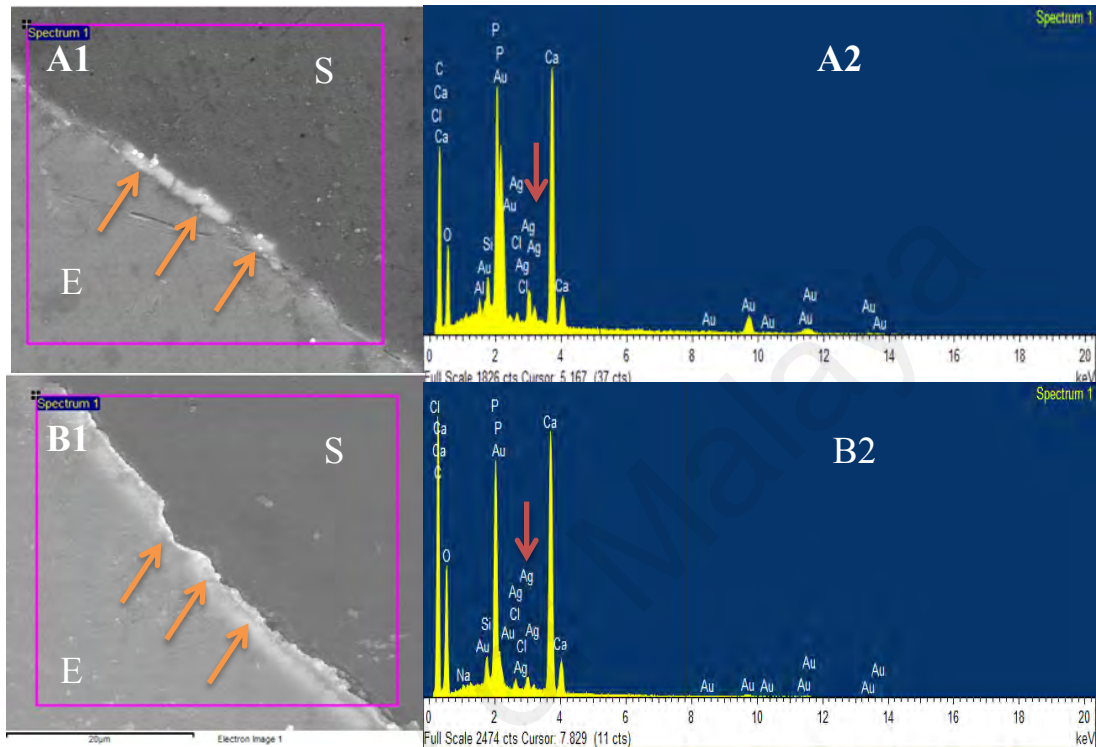 Spectrum 1
A1
S
E
Spectrum 1
A2
C
Ca
Cl
Ca
O
P
P
Au
Si
Au
Al
Ag
Au
Cl
Ag
Cl
Ag
Ag
Ca
Ca
Au
Au
Au
Au
Au
Au
Au
0 2 4 6 8 10 12 14 16 18 20
Full Scale 1826 cts Cursor: 5.167 (37 cts)
keV
Spectrum 1
B1
S
E
20µm
Electron Image 1
Spectrum 1
B2
Cl
Ca
Ca
C
O
Na
P
P
Au
Si
Au
Au
Ag
Ag
Cl
Cl
Ag
Ag
Ca
Ca
Au
Au
Au
Au
Au
Au
Au
0 2 4 6 8 10 12 14 16 18 20
Full Scale 2474 cts Cursor: 7.829 (11 cts)
keV
Malaya